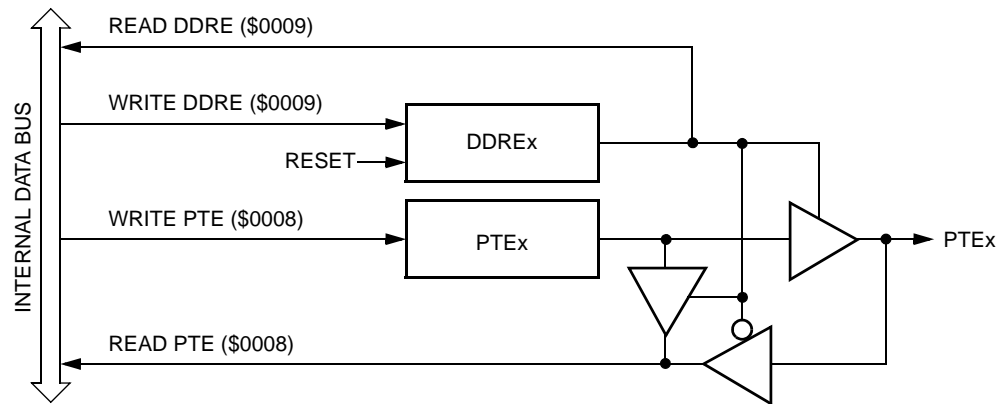 READ DDRE ($0009)
WRITE DDRE ($0009)
DDREx
RESET
WRITE PTE ($0008)
PTEx
PTEx
READ PTE ($0008)
INTERNAL DATA BUS